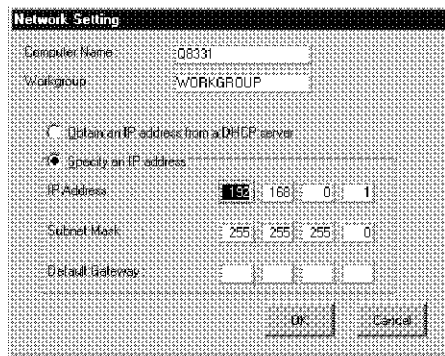 Network Setting
Computer Name Q8331
Workgroup WORKGROUP
Obtain an IP address from a DHCP server
Specify an IP address
IP Address 192 168 0 1
Subnet Mask 255 255 255 0
Default Gateway
OK Cancel